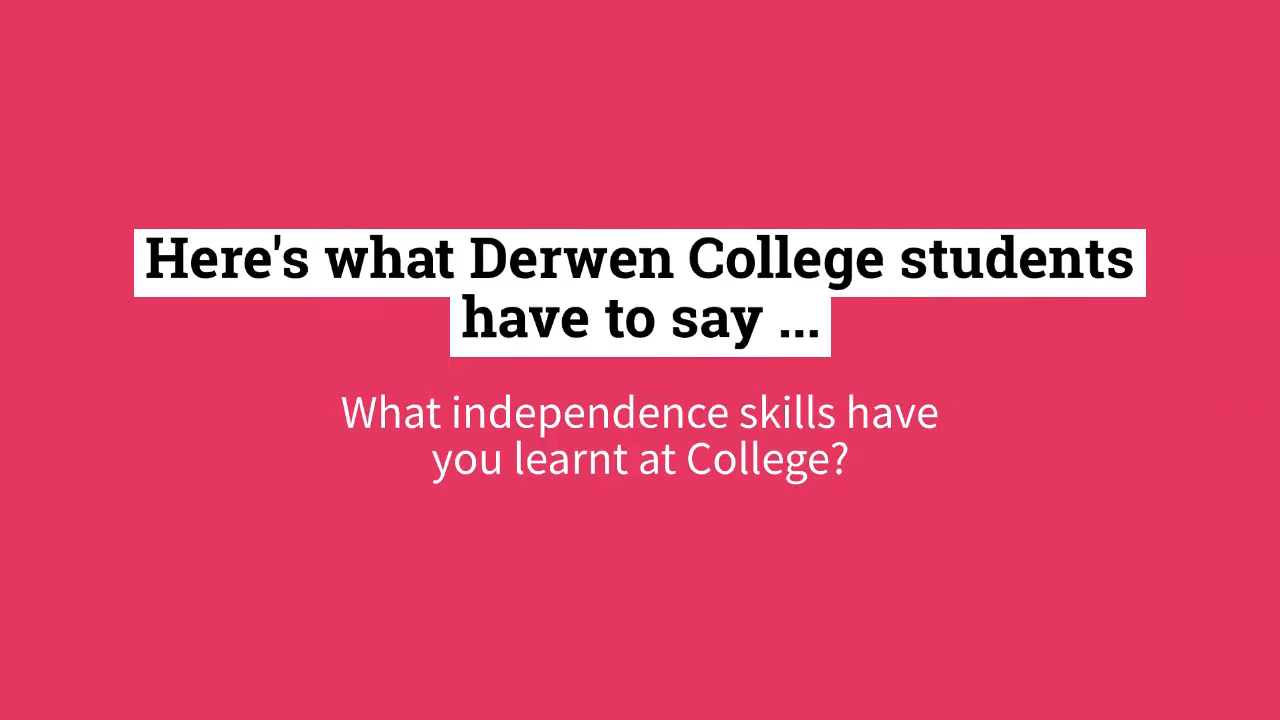 Here's what Derwen College students
have to say ...
What independence skills have
you learnt at College?